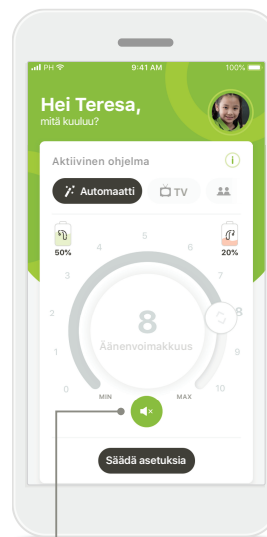 PH 9:41 AM 100%
Hei Teresa,
mitä kuuluu?
Aktiivinen ohjelma i
Automaatti TV
50% 20%
4 5 6
3 7
2 8
1 9
0 10
8
Äänenvoimakkuus
MIN MAX
Säädä asetuksia